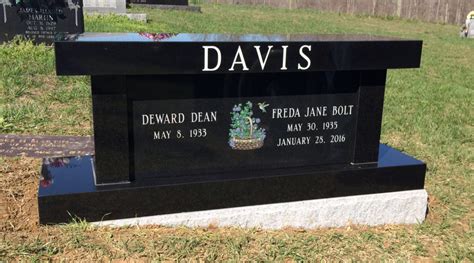 DAVIS
DEWARD DEAN
MAY 8, 1933
FREDA JANE BOLT
MAY 30, 1935
JANUARY 28, 2016